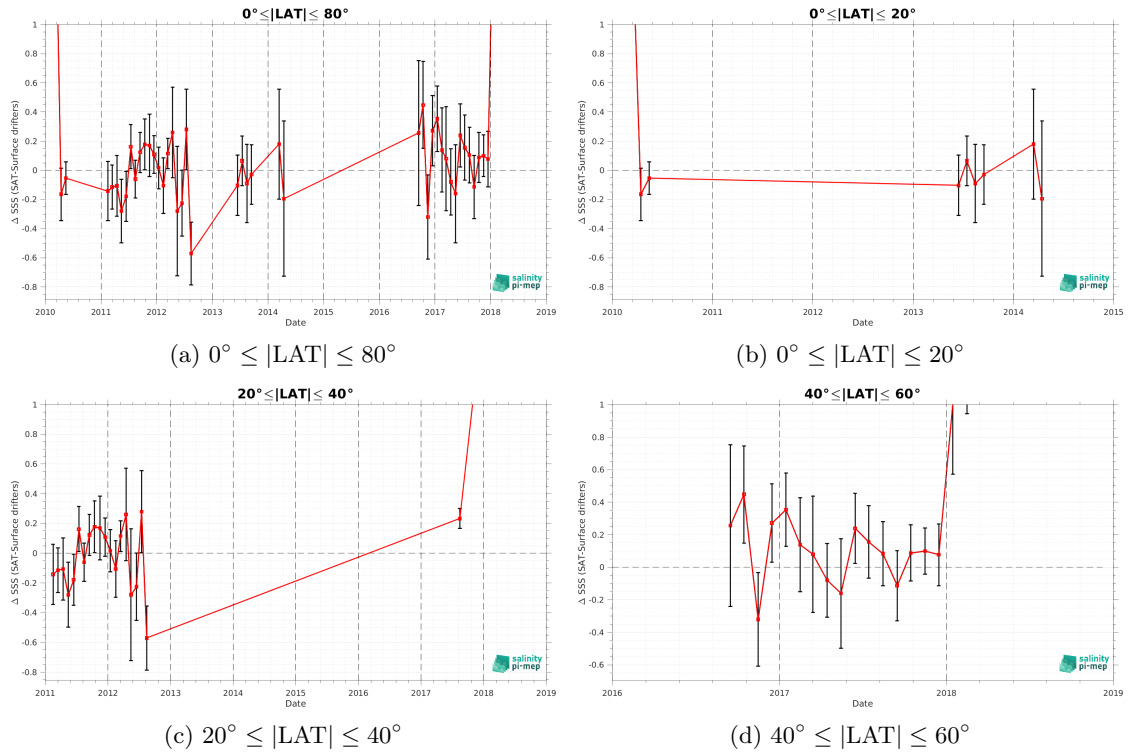 0°≤|LAT|≤ 80°
1
0.8
0.6
0.4
0.2
0
-0.2
-0.4
-0.6
-0.8
Δ SSS (SAT-Surface drifters)
2010 2011 2012 2013 2014 2015 2016 2017 2018 2019
Date
salinity
pi-mep
(a) 0° ≤ |LAT| ≤ 80°
0°≤|LAT|≤ 20°
1
0.8
0.6
0.4
0.2
0
-0.2
-0.4
-0.6
-0.8
Δ SSS (SAT-Surface drifters)
2010 2011 2012 2013 2014 2015
Date
salinity
pi-mep
(b) 0° ≤ |LAT| ≤ 20°
20°≤|LAT|≤ 40°
1
0.8
0.6
0.4
0.2
0
-0.2
-0.4
-0.6
-0.8
Δ SSS (SAT-Surface drifters)
2011 2012 2013 2014 2015 2016 2017 2018 2019
Date
salinity
pi-mep
(c) 20° ≤ |LAT| ≤ 40°
40°≤|LAT|≤ 60°
1
0.8
0.6
0.4
0.2
0
-0.2
-0.4
-0.6
Δ SSS (SAT-Surface drifters)
2016 2017 2018 2019
Date
salinity
pi-mep
(d) 40° ≤ |LAT| ≤ 60°